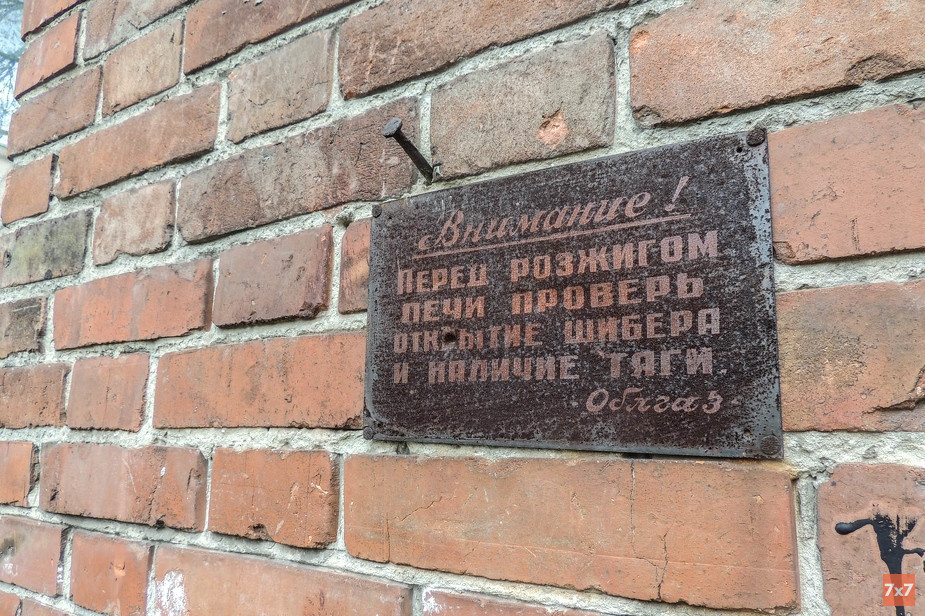 Внимание!
ПЕРЕД РОЗЖИГОМ
ПЕЧИ ПРОВЕРЬ
ОТКРЫТИЕ ШИБЕРА
И НАЛИЧИЕ ТЯГИ.
Облгаз
7x7